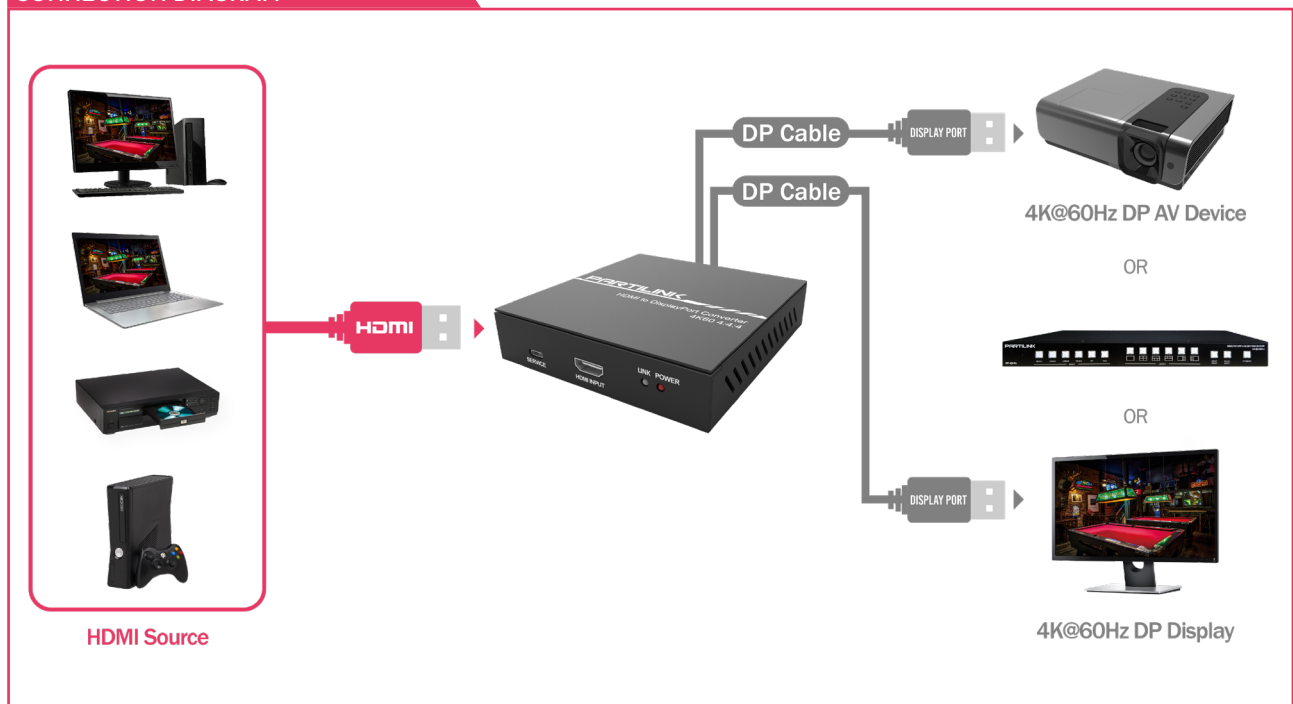 CONNECTION DIAGRAM
DP Cable
DISPLAY PORT
DP Cable
4K@60Hz DP AV Device
OR
HDMI
PARTILINK
HDMI to DisplayPort Converter
4K60 4:4:4
SERVICE
HDMI INPUT
LINK POWER
PARTILINK
OR
DISPLAY PORT
HDMI Source
4K@60Hz DP Display